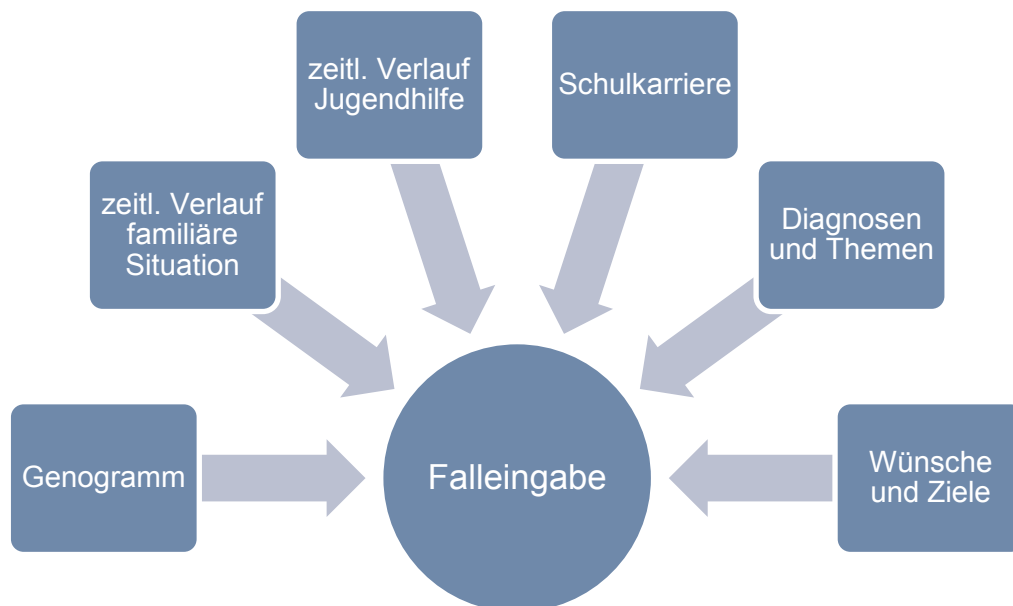 zeitl. Verlauf
Jugendhilfe
Schulkarriere
zeitl. Verlauf
familiäre
Situation
Diagnosen
und Themen
Genogramm
Falleingabe
Wünsche
und Ziele